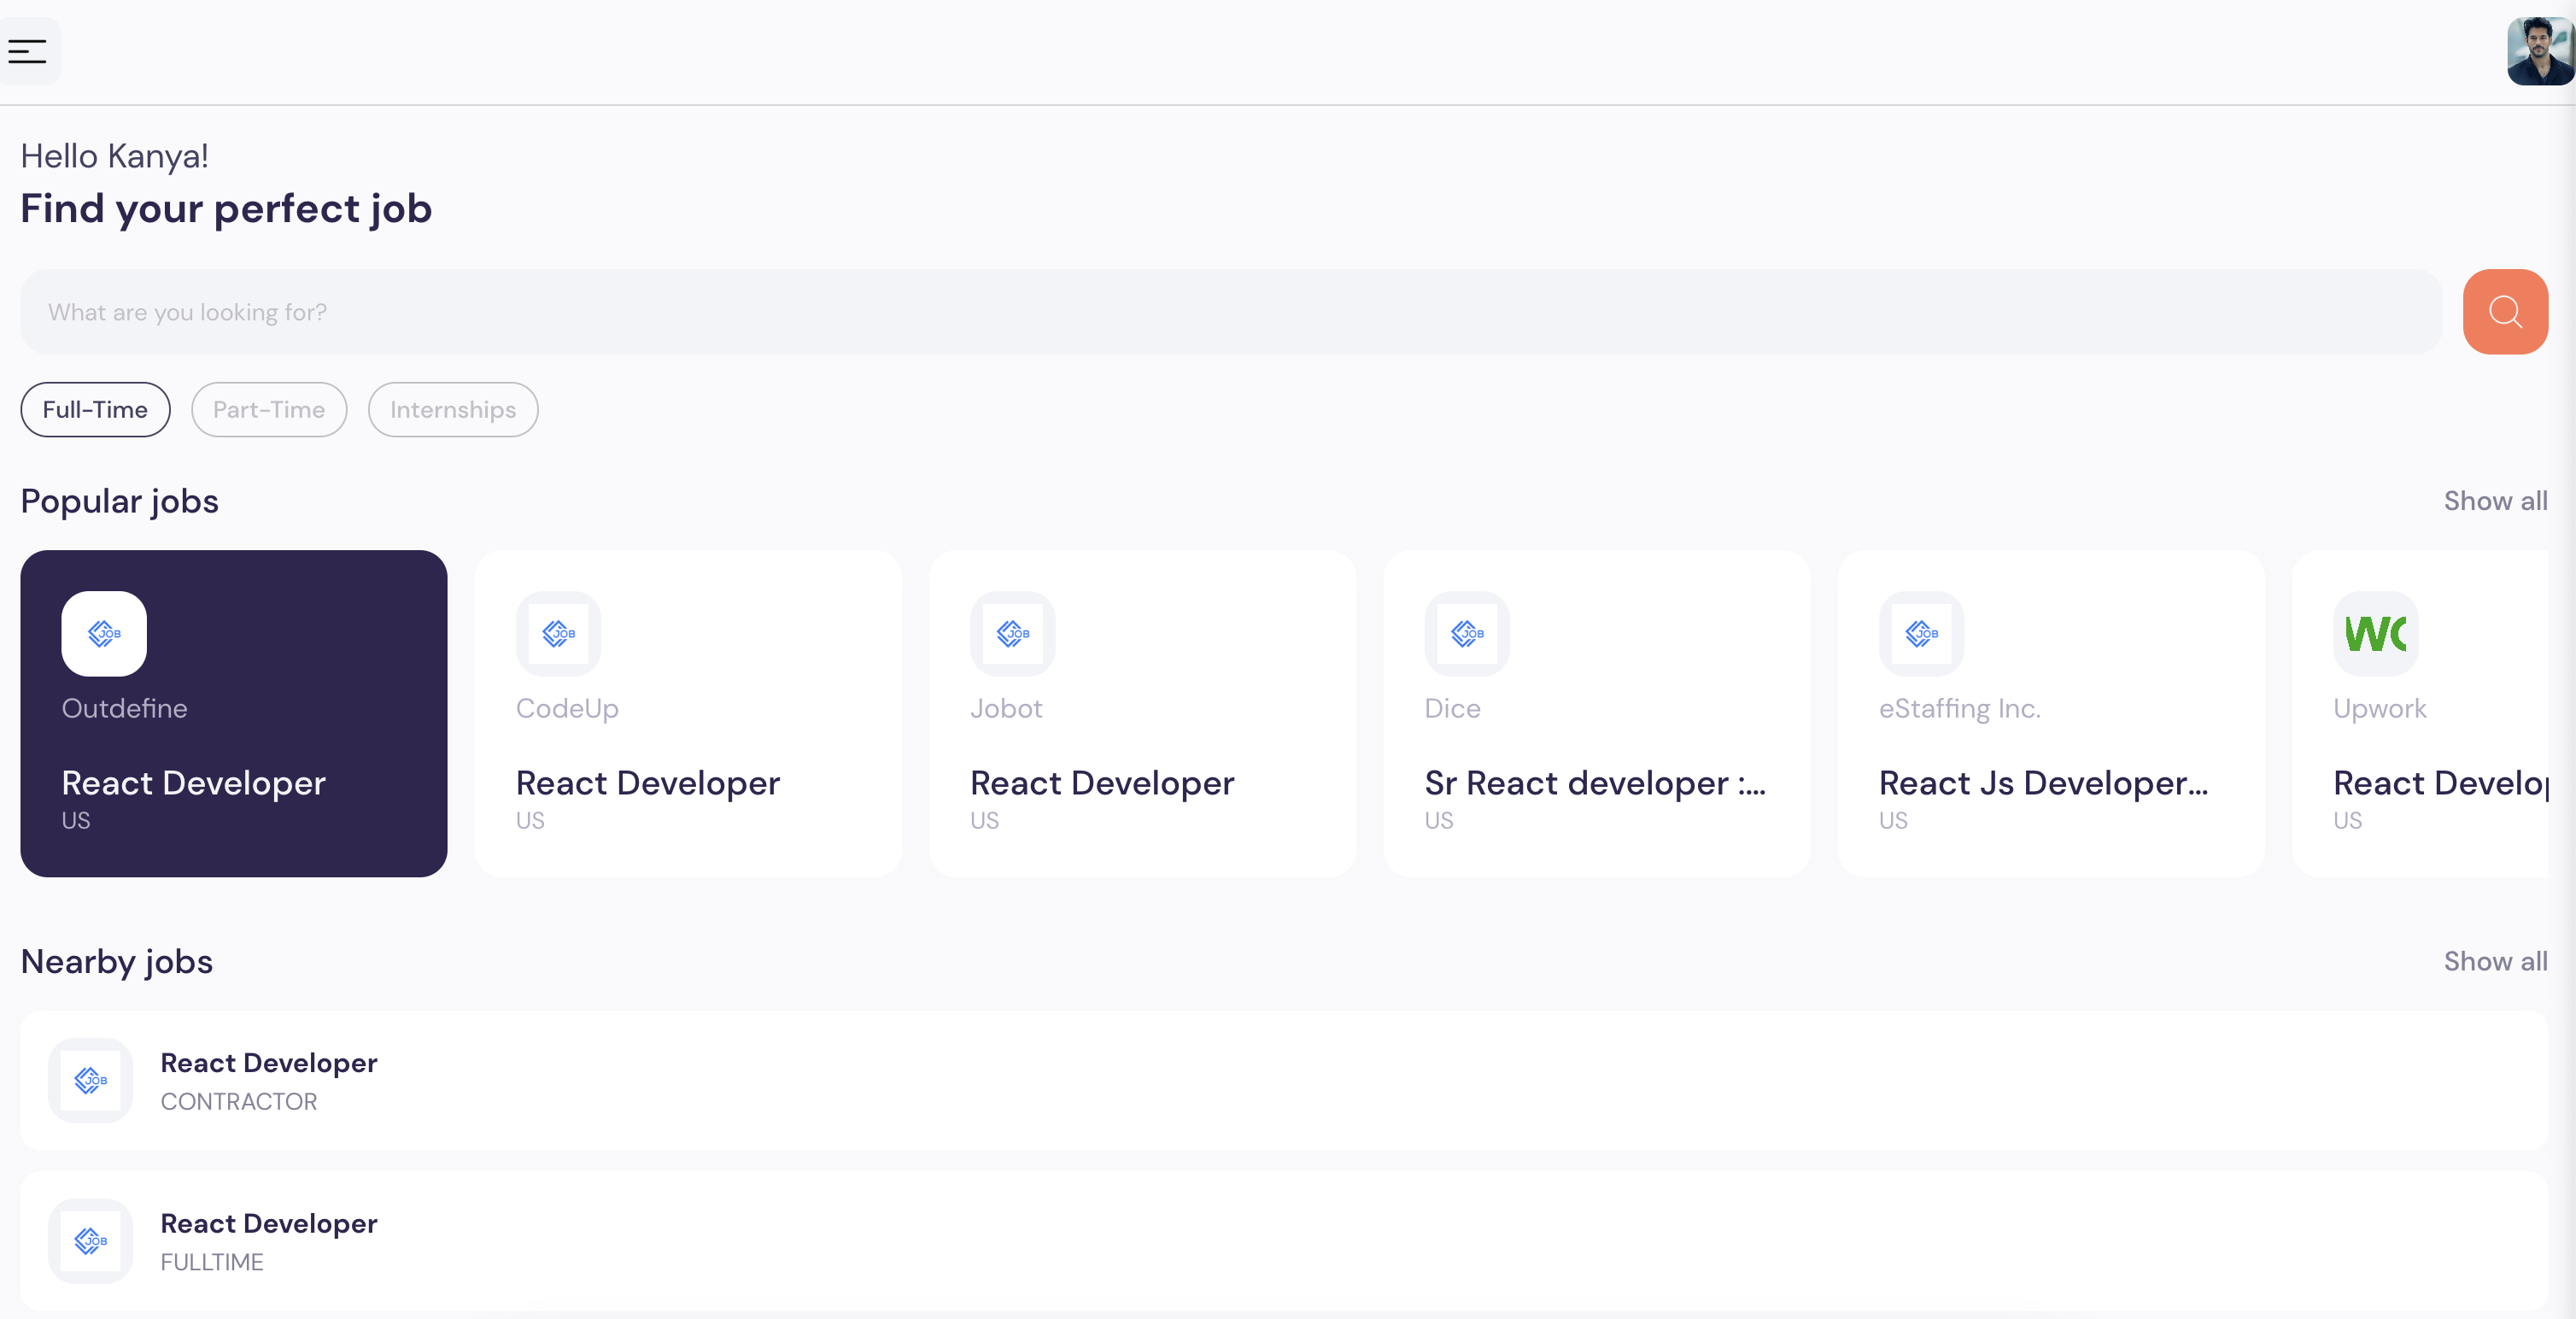 Hello Kanya!
Find your perfect job
What are you looking for?
Full-Time
Part-Time
Internships
Popular jobs
Show all
JOB
Outdefine
React Developer
US
JOB
CodeUp
React Developer
US
JOB
Jobot
React Developer
US
JOB
Dice
Sr React developer :...
US
JOB
eStaffing Inc.
React Js Developer...
US
Upwork
React Develop
US
Nearby jobs
Show all
JOB
React Developer
CONTRACTOR
JOB
React Developer
FULLTIME